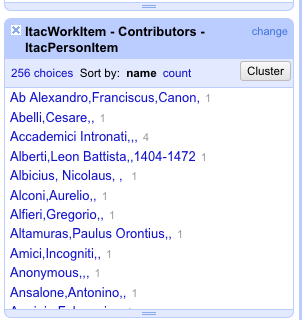 ItacWorkItem - Contributors - change
ItacPersonItem
256 choices Sort by: name count Cluster
Ab Alexandro,Franciscus,Canon, 1
Abelli,Cesare,, 1
Accademici Intronati,,, 4
Alberti,Leon Battista,,1404-1472 1
Albicius, Nicolaus, , 1
Alconi,Aurelio,, 1
Alfieri,Gregorio,, 1
Altamuras,Paulus Orontius,, 1
Amici,Incogniti,, 1
Anonymous,,, 1
Ansalone,Antonino,, 1